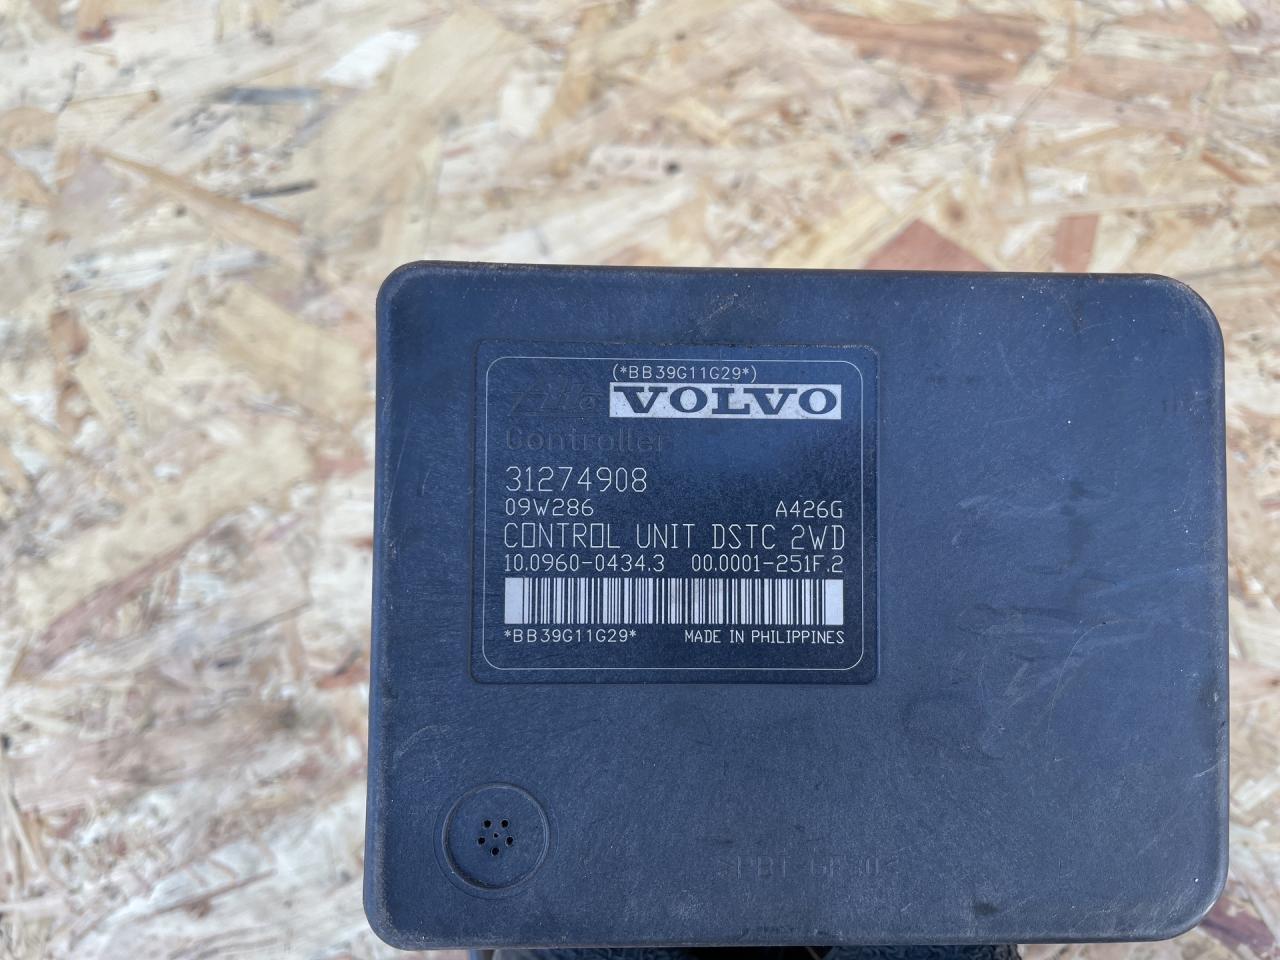 (*BB39G11G29*)
VOLVO
Controller
31274908
09W286 A426G
CONTROL UNIT DSTC 2WD
10.0960-0434.3 00.0001-251F.2
*BB39G11G29* MADE IN PHILIPPINES